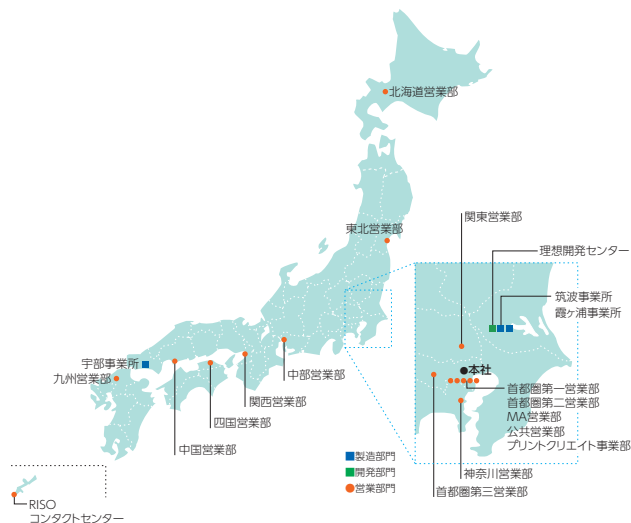 北海道営業部
東北営業部
関東営業部
理想開発センター
筑波事業所
霞ヶ浦事業所
本社
首都圏第一営業部
首都圏第二営業部
MA営業部
公共営業部
プリントクリエイト事業部
神奈川営業部
首都圏第三営業部
中部営業部
関西営業部
四国営業部
中国営業部
宇部事業所
九州営業部
製造部門
開発部門
営業部門
RISO
コンタクトセンター